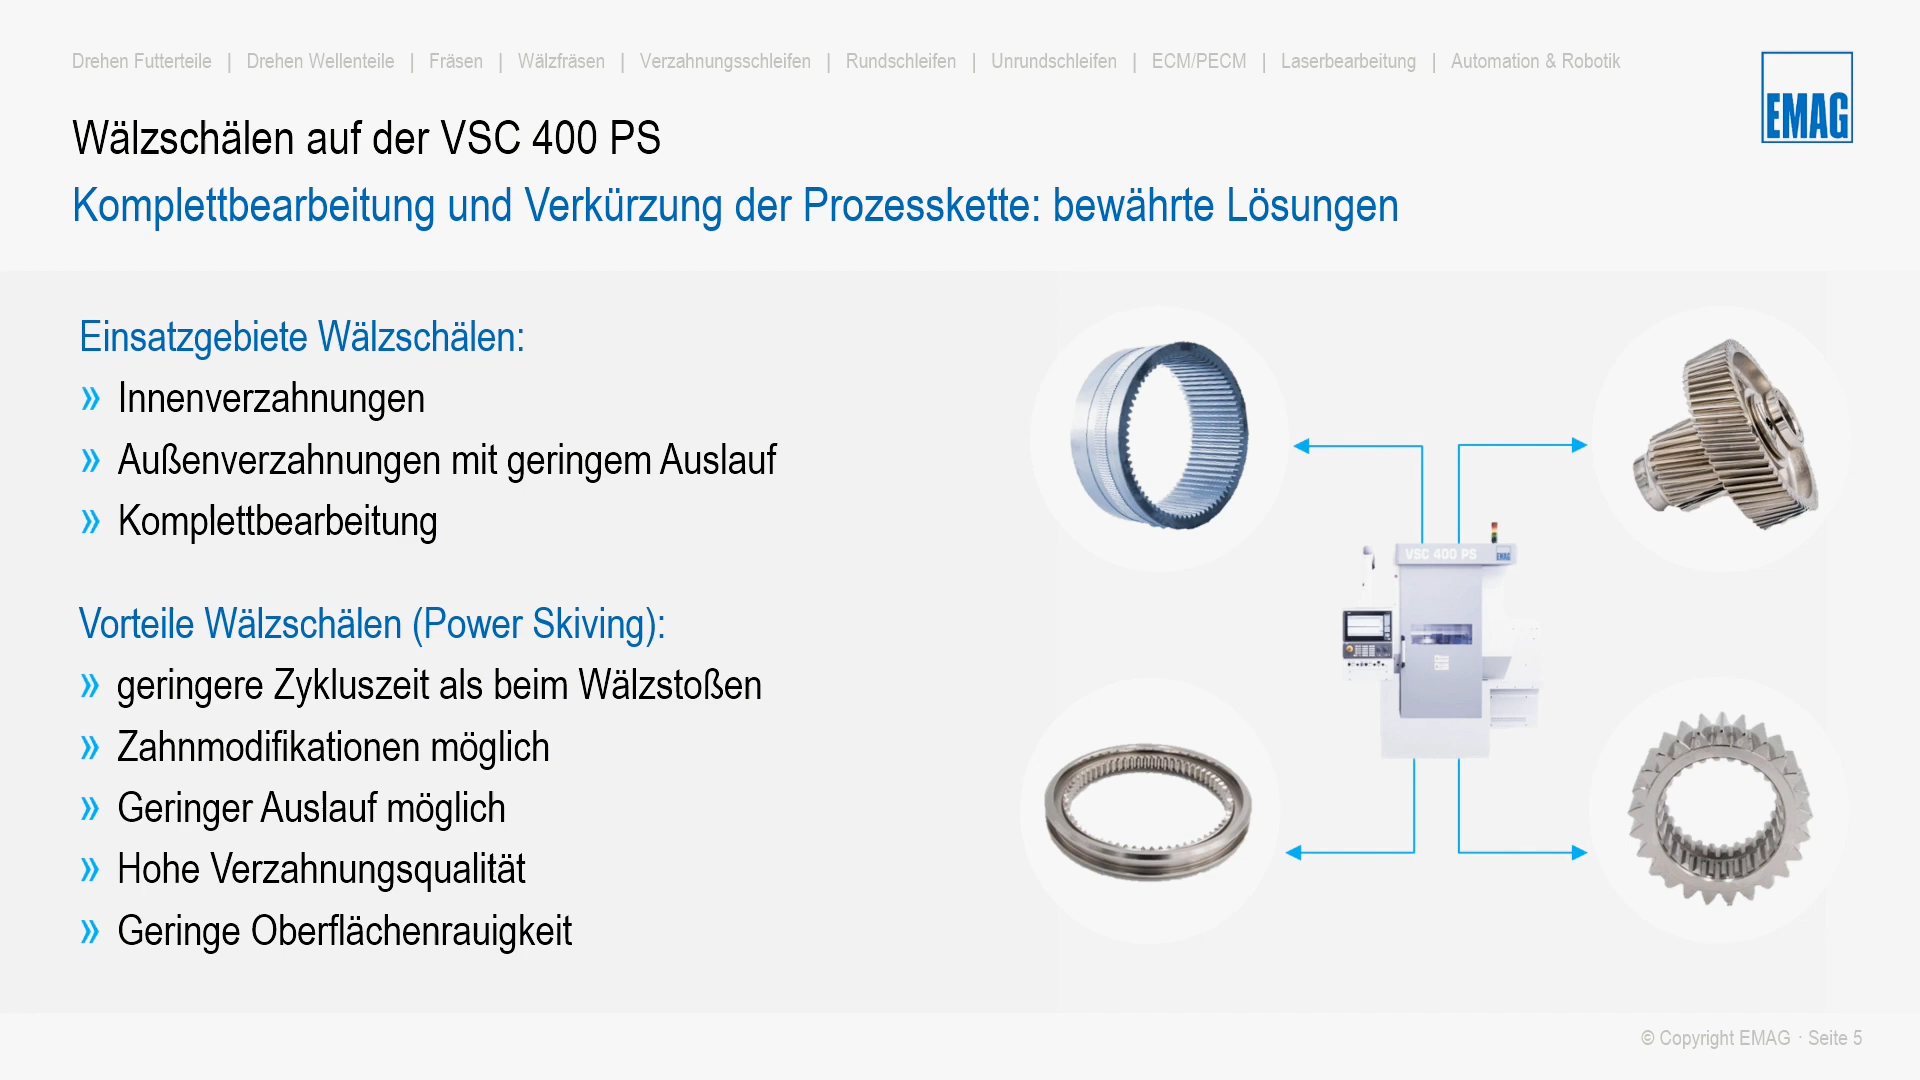 Drehen Futterteile | Drehen Wellenteile | Fräsen | Wälzfräsen | Verzahnungsschleifen | Rundschleifen | Unrundschleifen | ECM/PECM | Laserbearbeitung | Automation & Robotik
EMAG
Wälzschälen auf der VSC 400 PS
Komplettbearbeitung und Verkürzung der Prozesskette: bewährte Lösungen
Einsatzgebiete Wälzschälen:
» Innenverzahnungen
» Außenverzahnungen mit geringem Auslauf
» Komplettbearbeitung
Vorteile Wälzschälen (Power Skiving):
» geringere Zykluszeit als beim Wälzstoßen
» Zahnmodifikationen möglich
» Geringer Auslauf möglich
» Hohe Verzahnungsqualität
» Geringe Oberflächenrauigkeit
VSC 400 PS EMAG
© Copyright EMAG · Seite 5